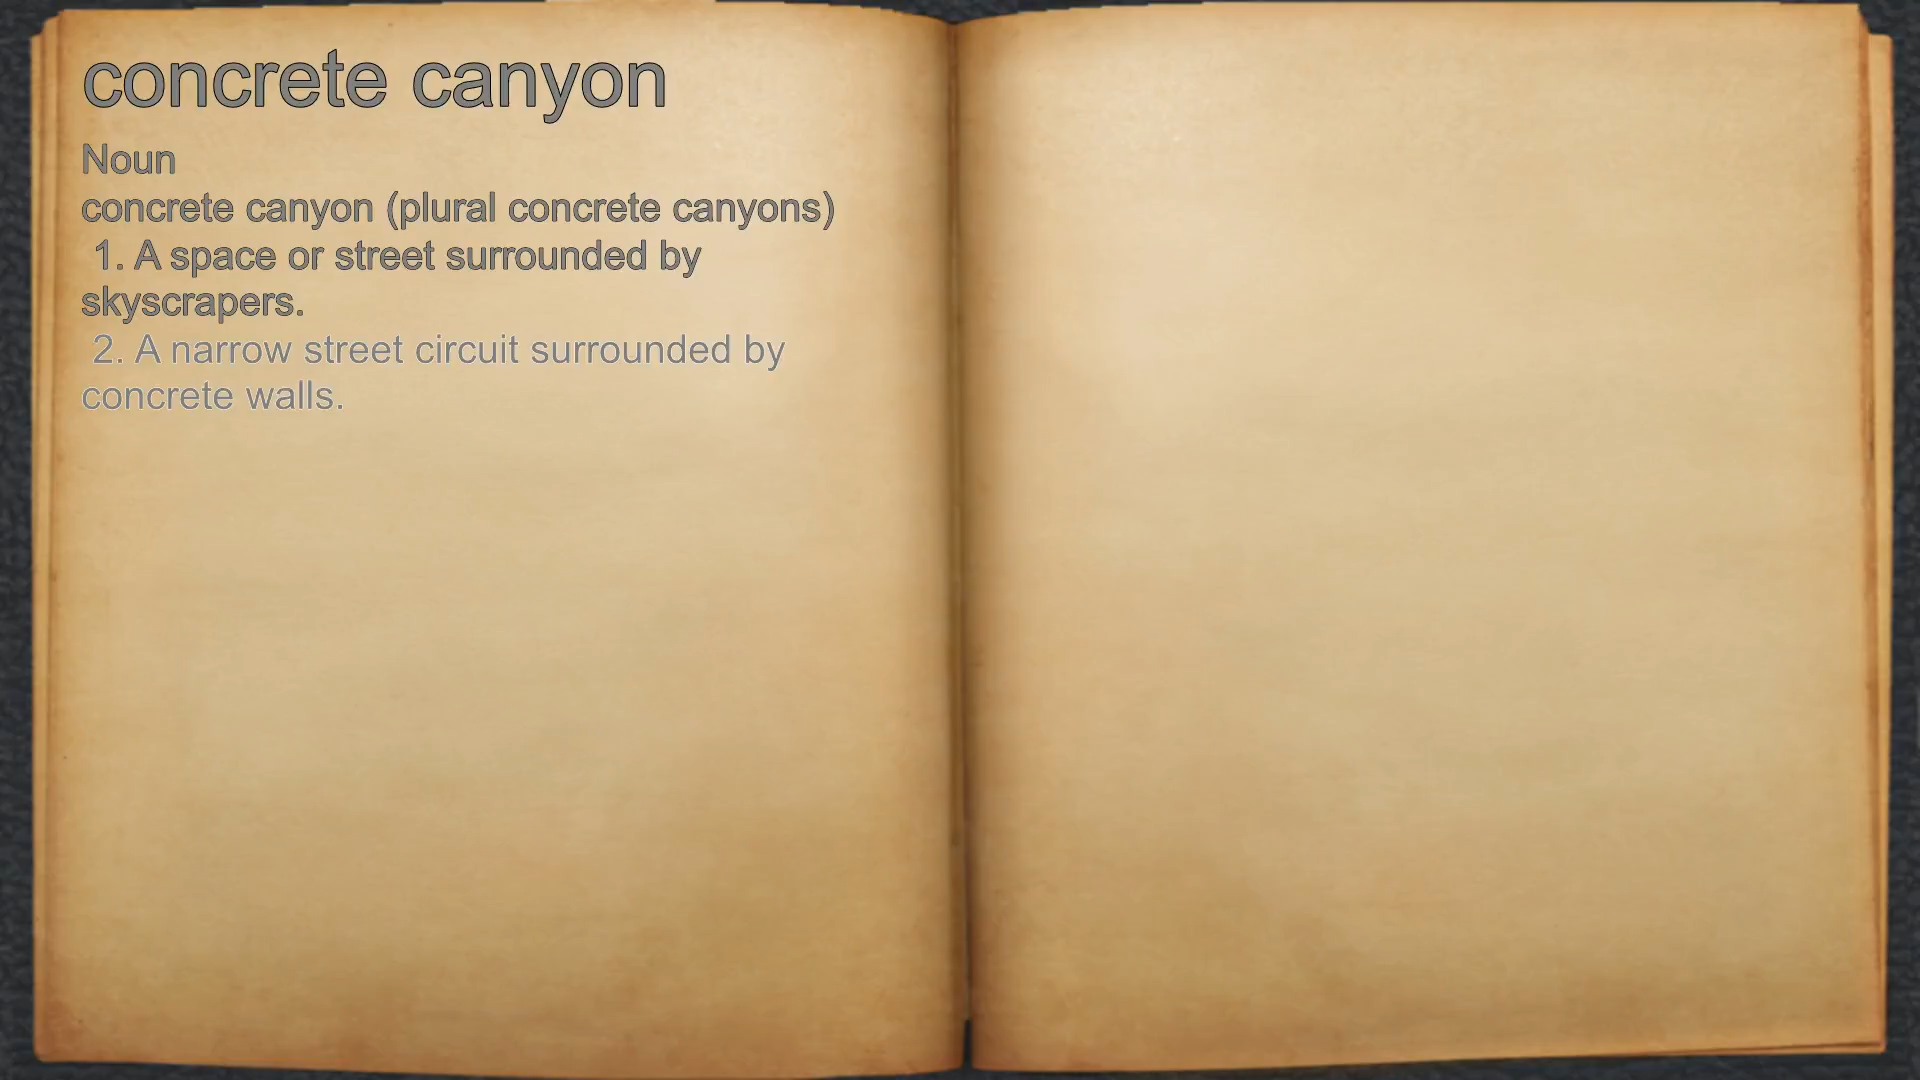 concrete canyon
Noun
concrete canyon (plural concrete canyons)
1. A space or street surrounded by
skyscrapers.
2. A narrow street circuit surrounded by
concrete walls.